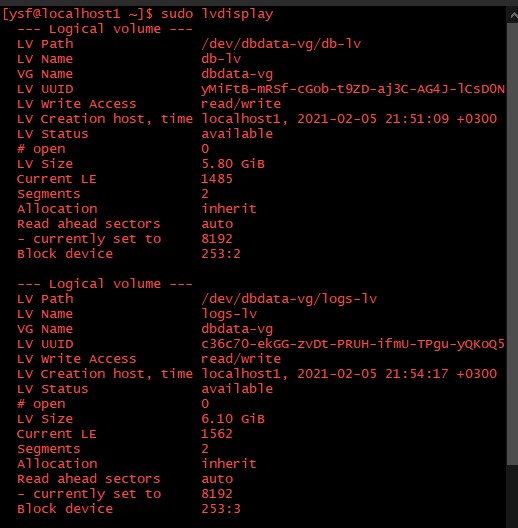 [ysf@localhost1 ~]$ sudo lvdisplay
--- Logical volume ---
LV Path /dev/dbdata-vg/db-lv
LV Name db-lv
VG Name dbdata-vg
LV UUID yMiFtB-mRSf-cGob-t9ZD-aj3C-AG4J-lCsD0N
LV Write Access read/write
LV Creation host, time localhost1, 2021-02-05 21:51:09 +0300
LV Status available
# open 0
LV Size 5.80 GiB
Current LE 1485
Segments 2
Allocation inherit
Read ahead sectors auto
- currently set to 8192
Block device 253:2
--- Logical volume ---
LV Path /dev/dbdata-vg/logs-lv
LV Name logs-lv
VG Name dbdata-vg
LV UUID c36c70-ekGG-zvDt-PRUH-ifmU-TPgu-yQKoQ5
LV Write Access read/write
LV Creation host, time localhost1, 2021-02-05 21:54:17 +0300
LV Status available
# open 0
LV Size 6.10 GiB
Current LE 1562
Segments 2
Allocation inherit
Read ahead sectors auto
- currently set to 8192
Block device 253:3